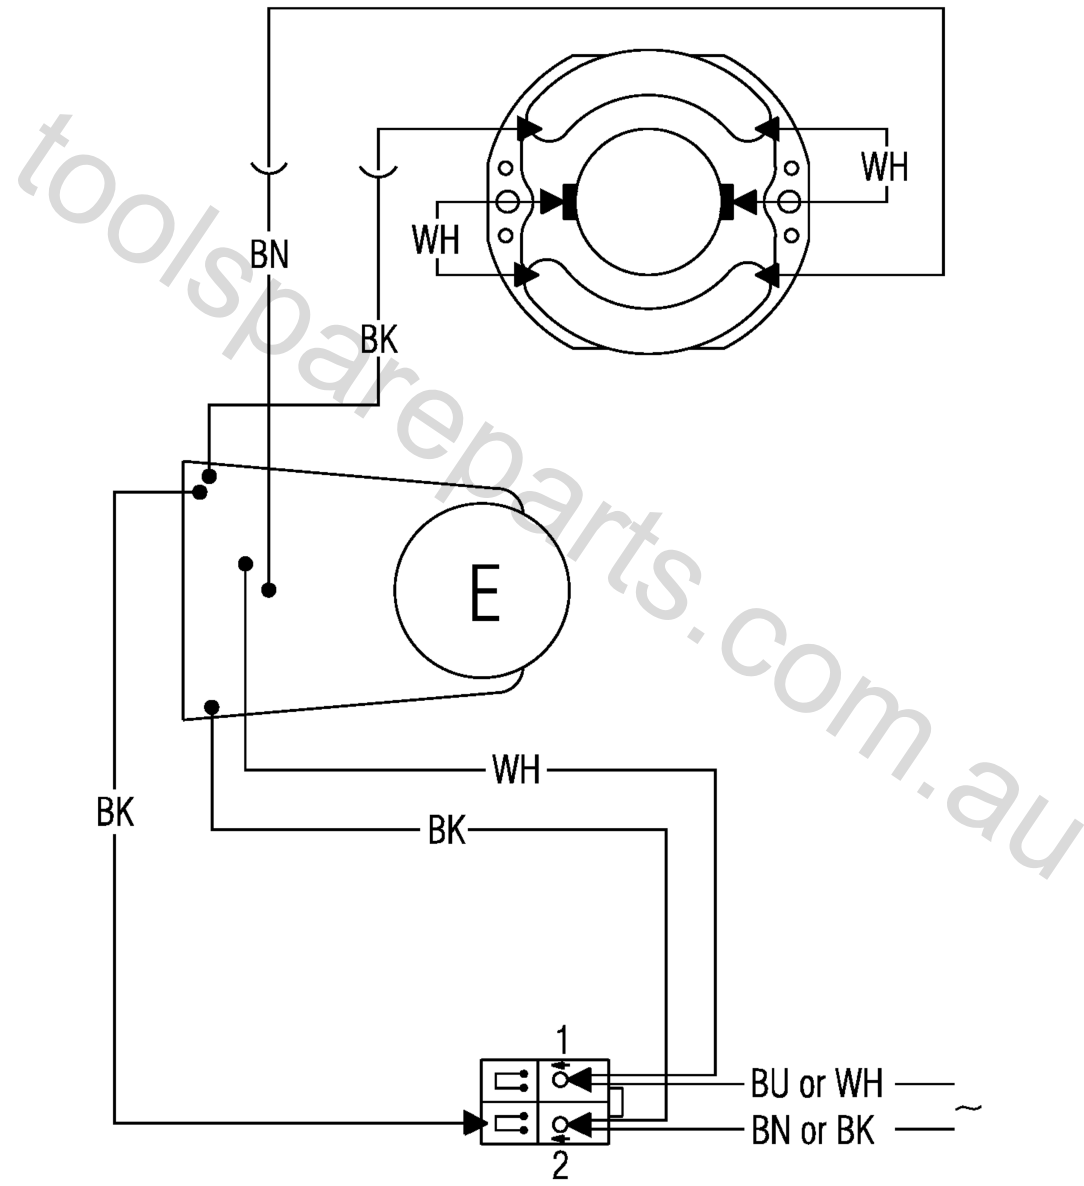 WH
WH
BN
BK
E
WH
BK
BK
1
BU or WH
~
BN or BK
2
toolspareparts.com.au